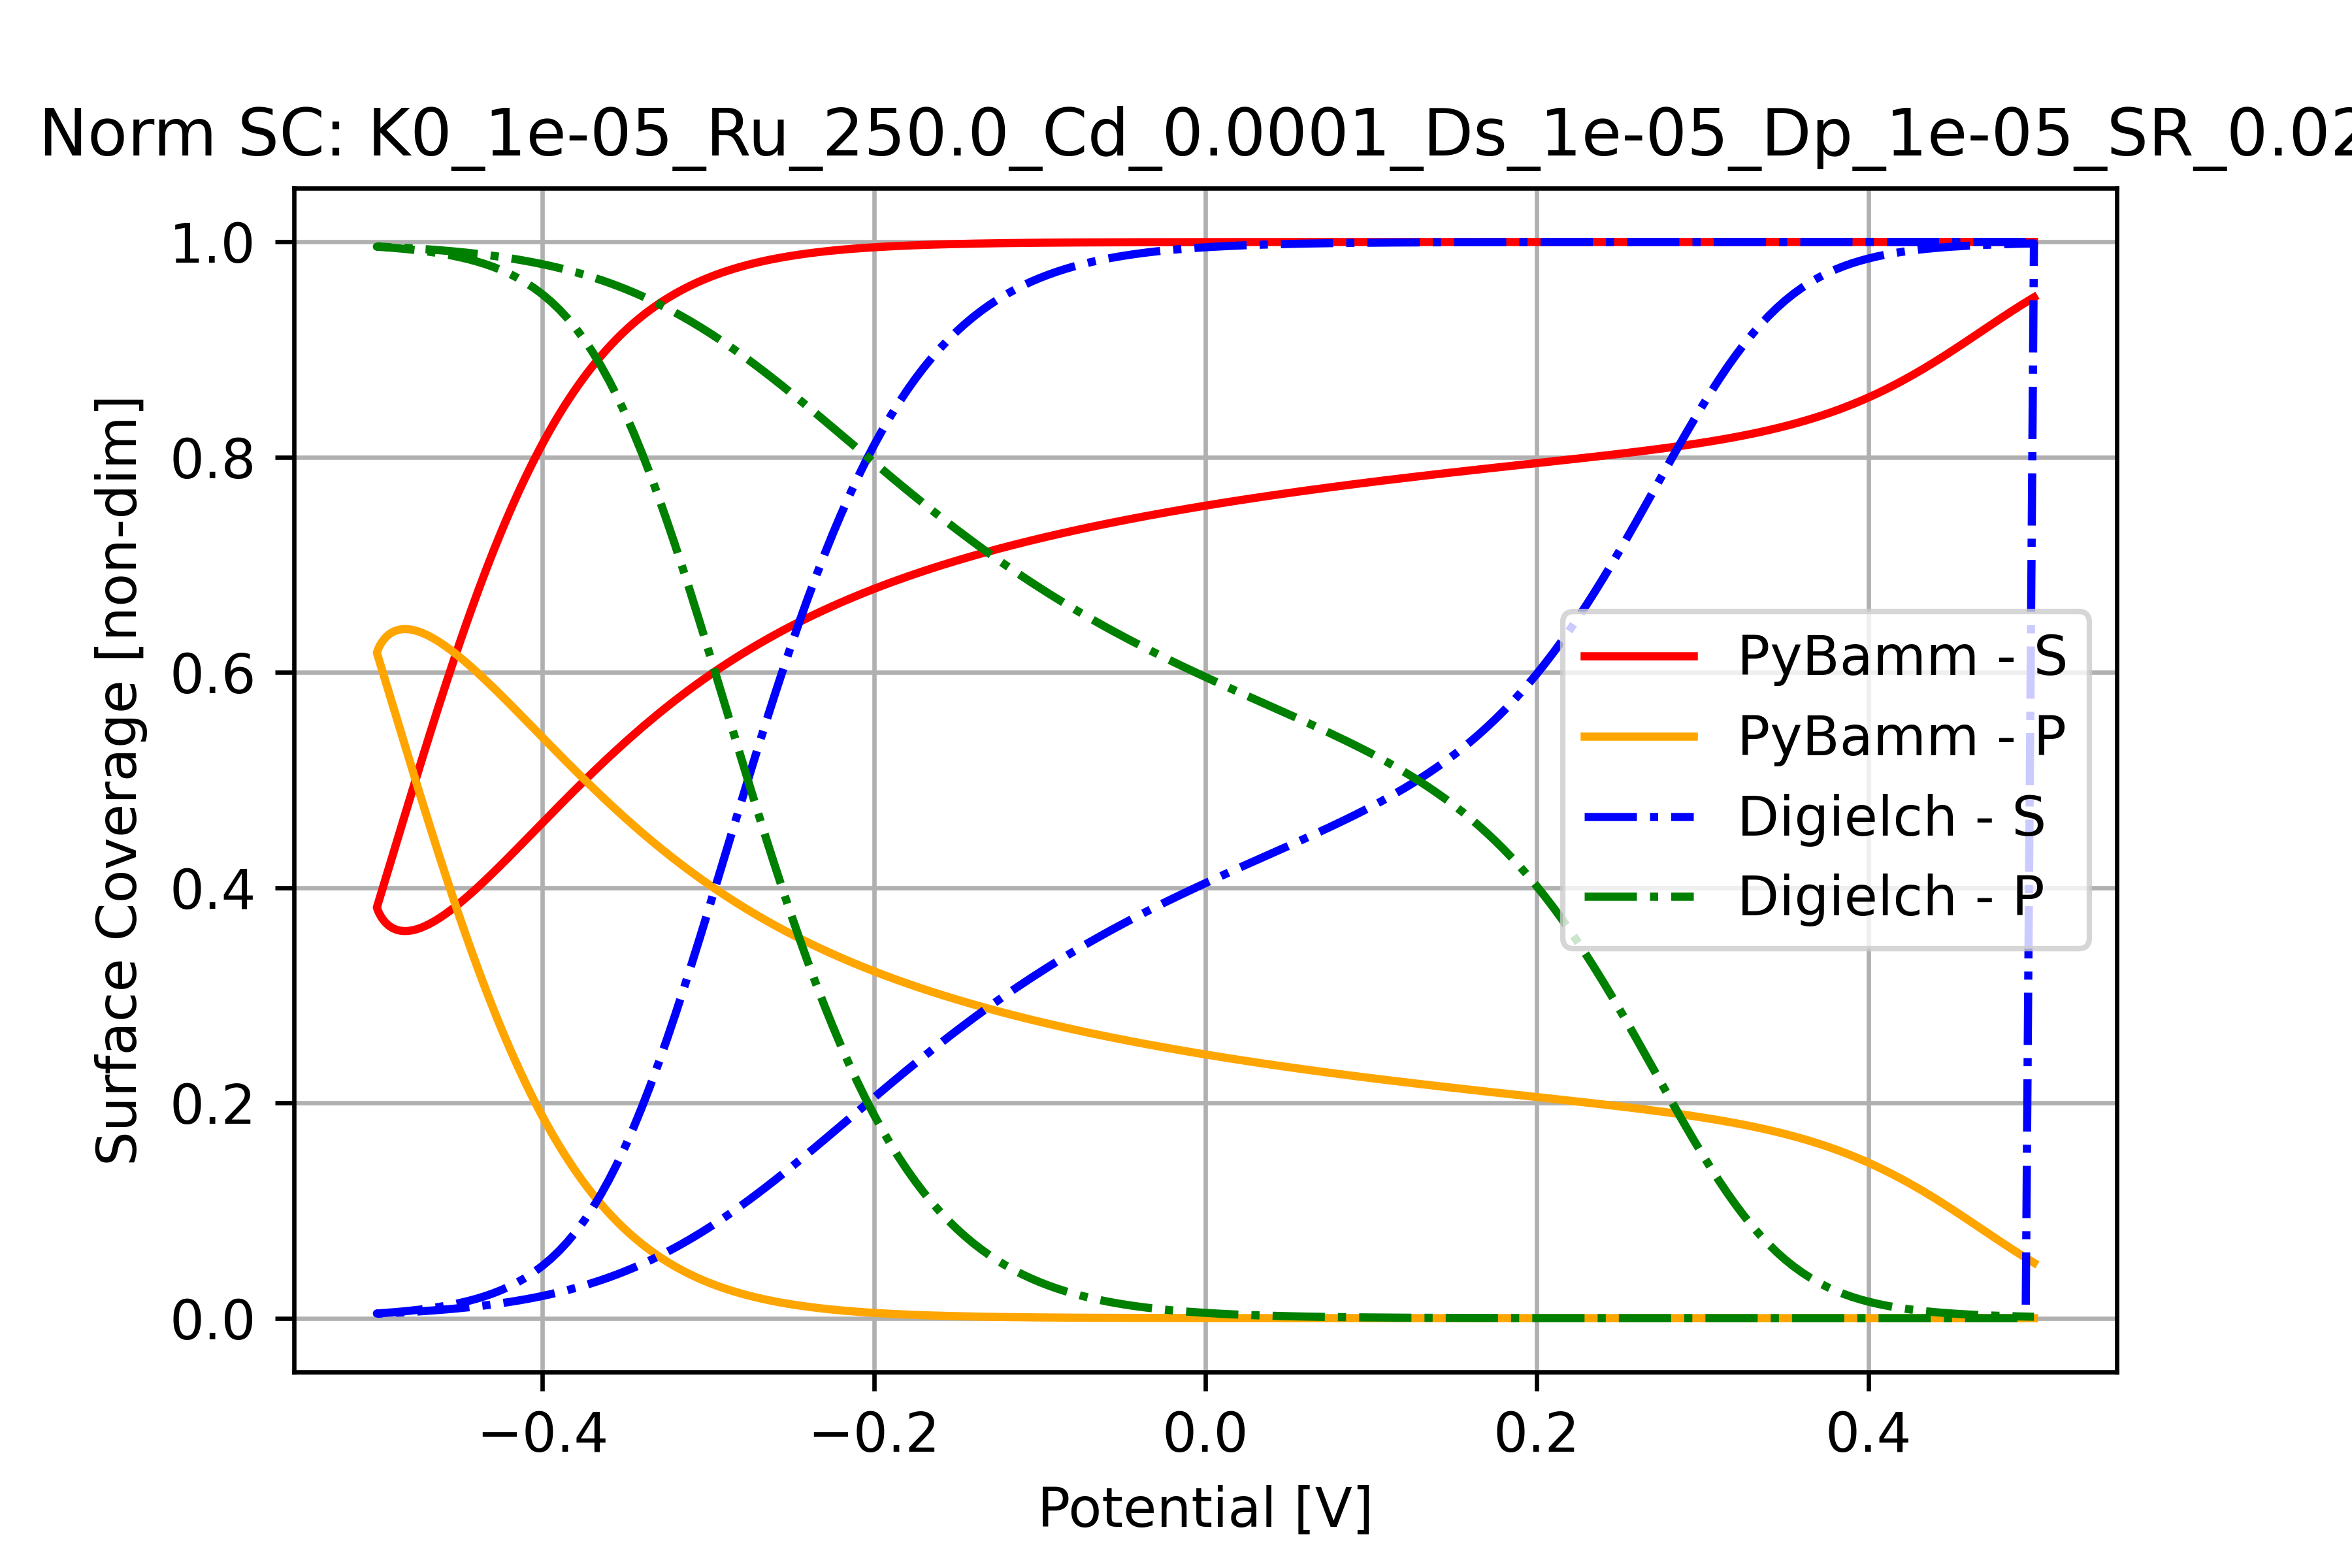 Norm SC: K0_1e-05_Ru_250.0_Cd_0.0001_Ds_1e-05_Dp_1e-05_SR_0.02
Surface Coverage [non-dim]
1.0
0.8
0.6
0.4
0.2
0.0
PyBamm - S
PyBamm - P
Digielch - S
Digielch - P
−0.4 −0.2 0.0 0.2 0.4
Potential [V]